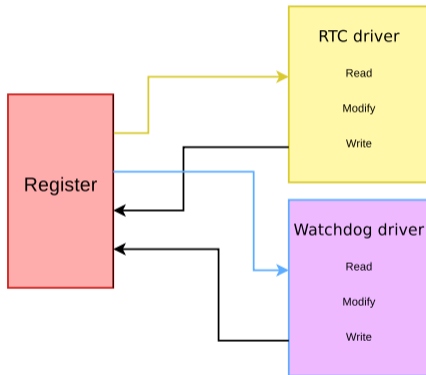 RTC driver
Read
Modify
Write
Register
Watchdog driver
Read
Modify
Write